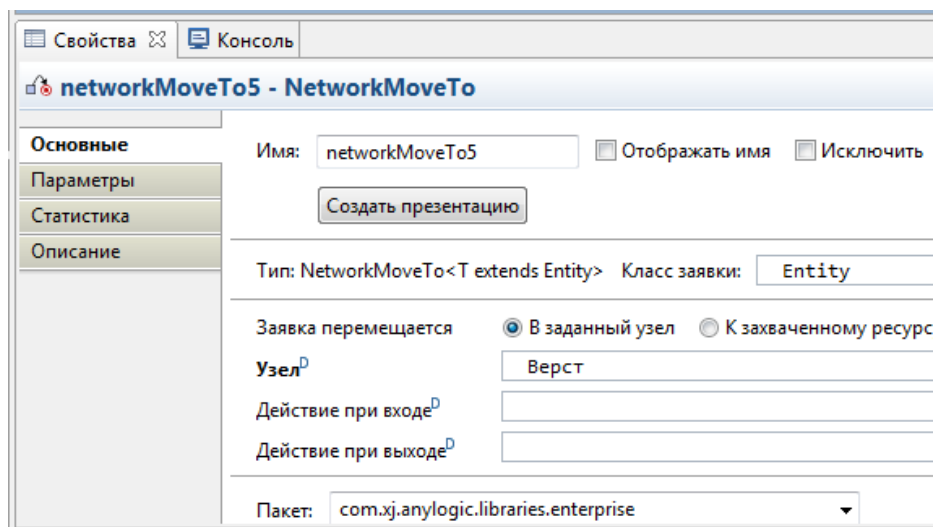 Свойства Консоль
networkMoveTo5 - NetworkMoveTo
Основные
Параметры
Статистика
Описание
Имя: networkMoveTo5 Отображать имя Исключить
Создать презентацию
Тип: NetworkMoveTo<T extends Entity> Класс заявки: Entity
Заявка перемещается В заданный узел К захваченному ресурс
Узел D Верст
Действие при входе D
Действие при выходе D
Пакет: com.xj.anylogic.libraries.enterprise